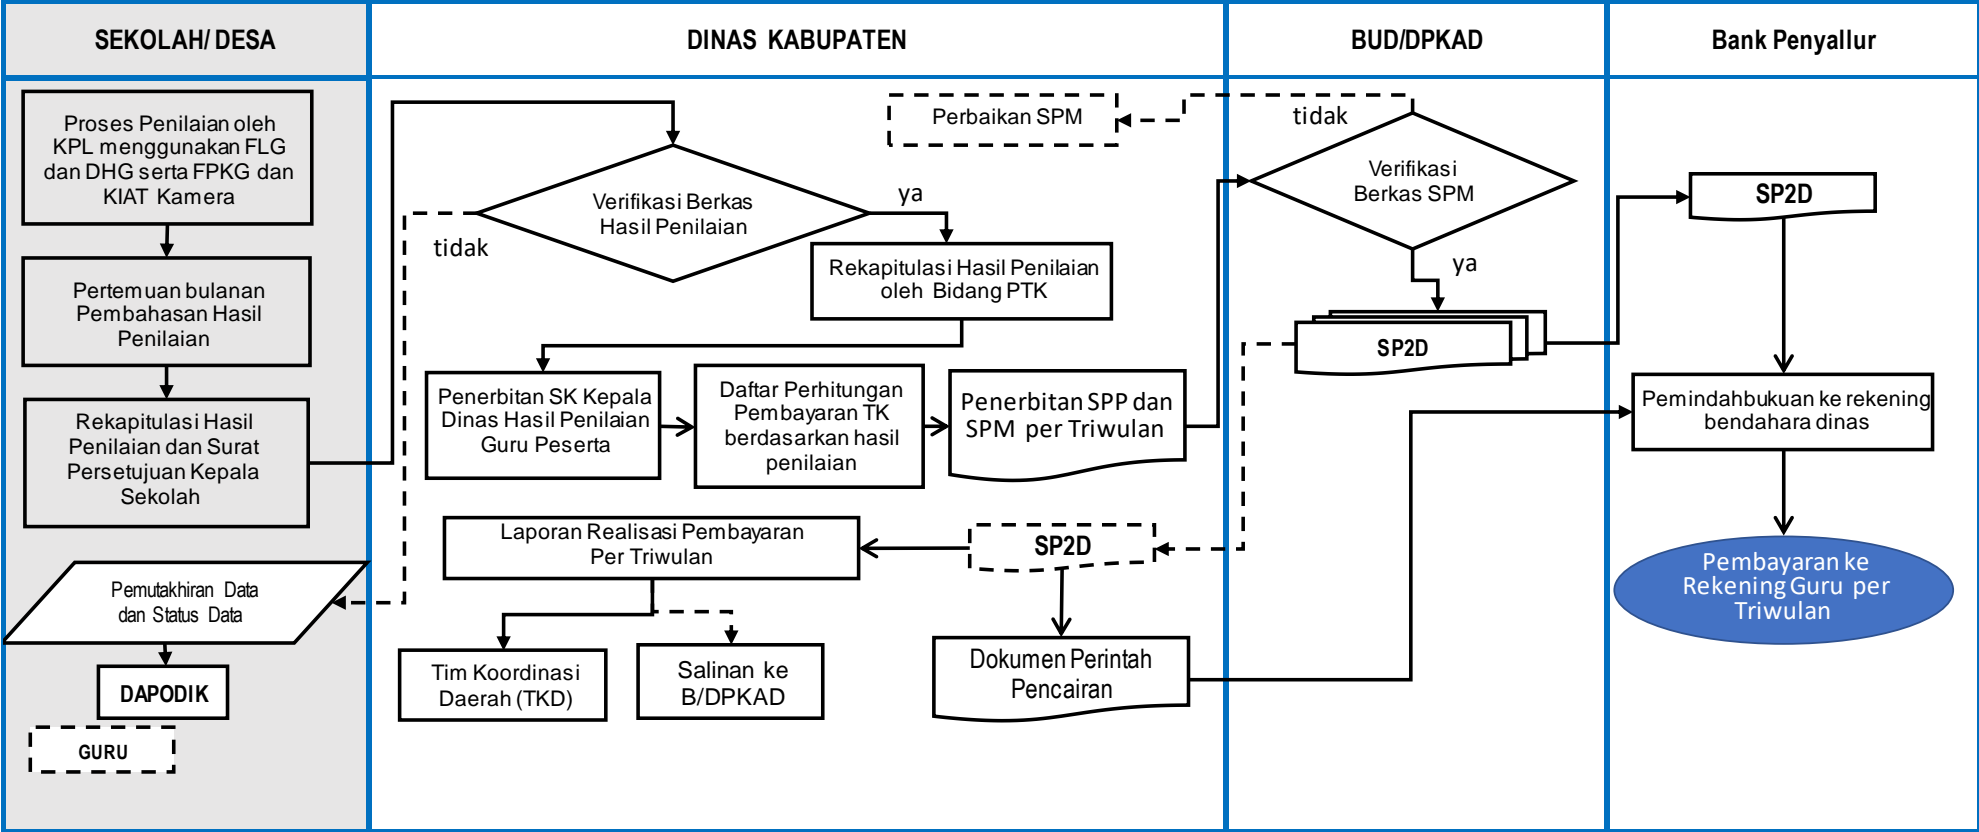 SEKOLAH/ DESA
DINAS KABUPATEN
BUD/DPKAD
Bank Penyallur
Proses Penilaian oleh
KPL menggunakan FLG
dan DHG serta FPKG dan
KIAT Kamera
Pertemuan bulanan
Pembahasan Hasil
Penilaian
Rekapitulasi Hasil
Penilaian dan Surat
Persetujuan Kepala
Sekolah
Pemutakhiran Data
dan Status Data
DAPODIK
GURU
Verifikasi Berkas
Hasil Penilaian
tidak
ya
Perbaikan SPM
Rekapitulasi Hasil Penilaian
oleh Bidang PTK
Penerbitan SK Kepala
Dinas Hasil Penilaian
Guru Peserta
Daftar Perhitungan
Pembayaran TK
berdasarkan hasil
penilaian
Penerbitan SPP dan
SPM per Triwulan
Laporan Realisasi Pembayaran
Per Triwulan
SP2D
Tim Koordinasi
Daerah (TKD)
Salinan ke
B/DPKAD
Dokumen Perintah
Pencairan
tidak
Verifikasi
Berkas SPM
ya
SP2D
SP2D
Pemindahbukuan ke rekening
bendahara dinas
Pembayaran ke
Rekening Guru per
Triwulan